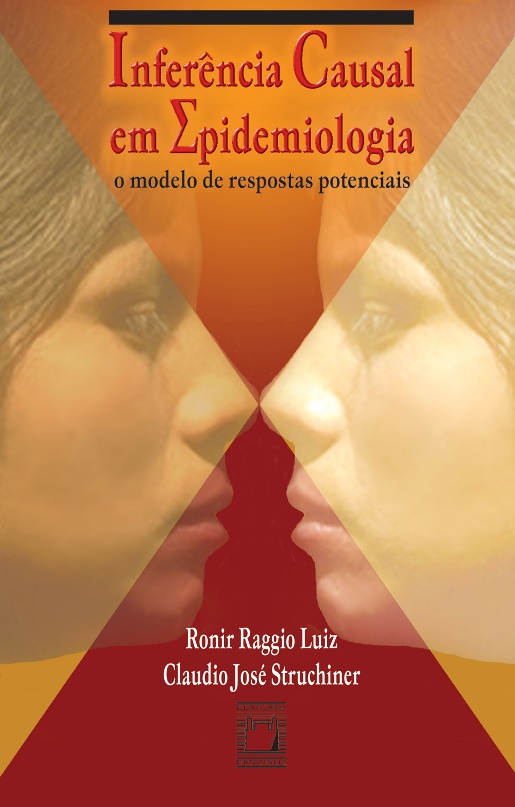 Inferência Causal
em Σpidemiologia
o modelo de respostas potenciais
Ronir Raggio Luiz
Claudio José Struchiner